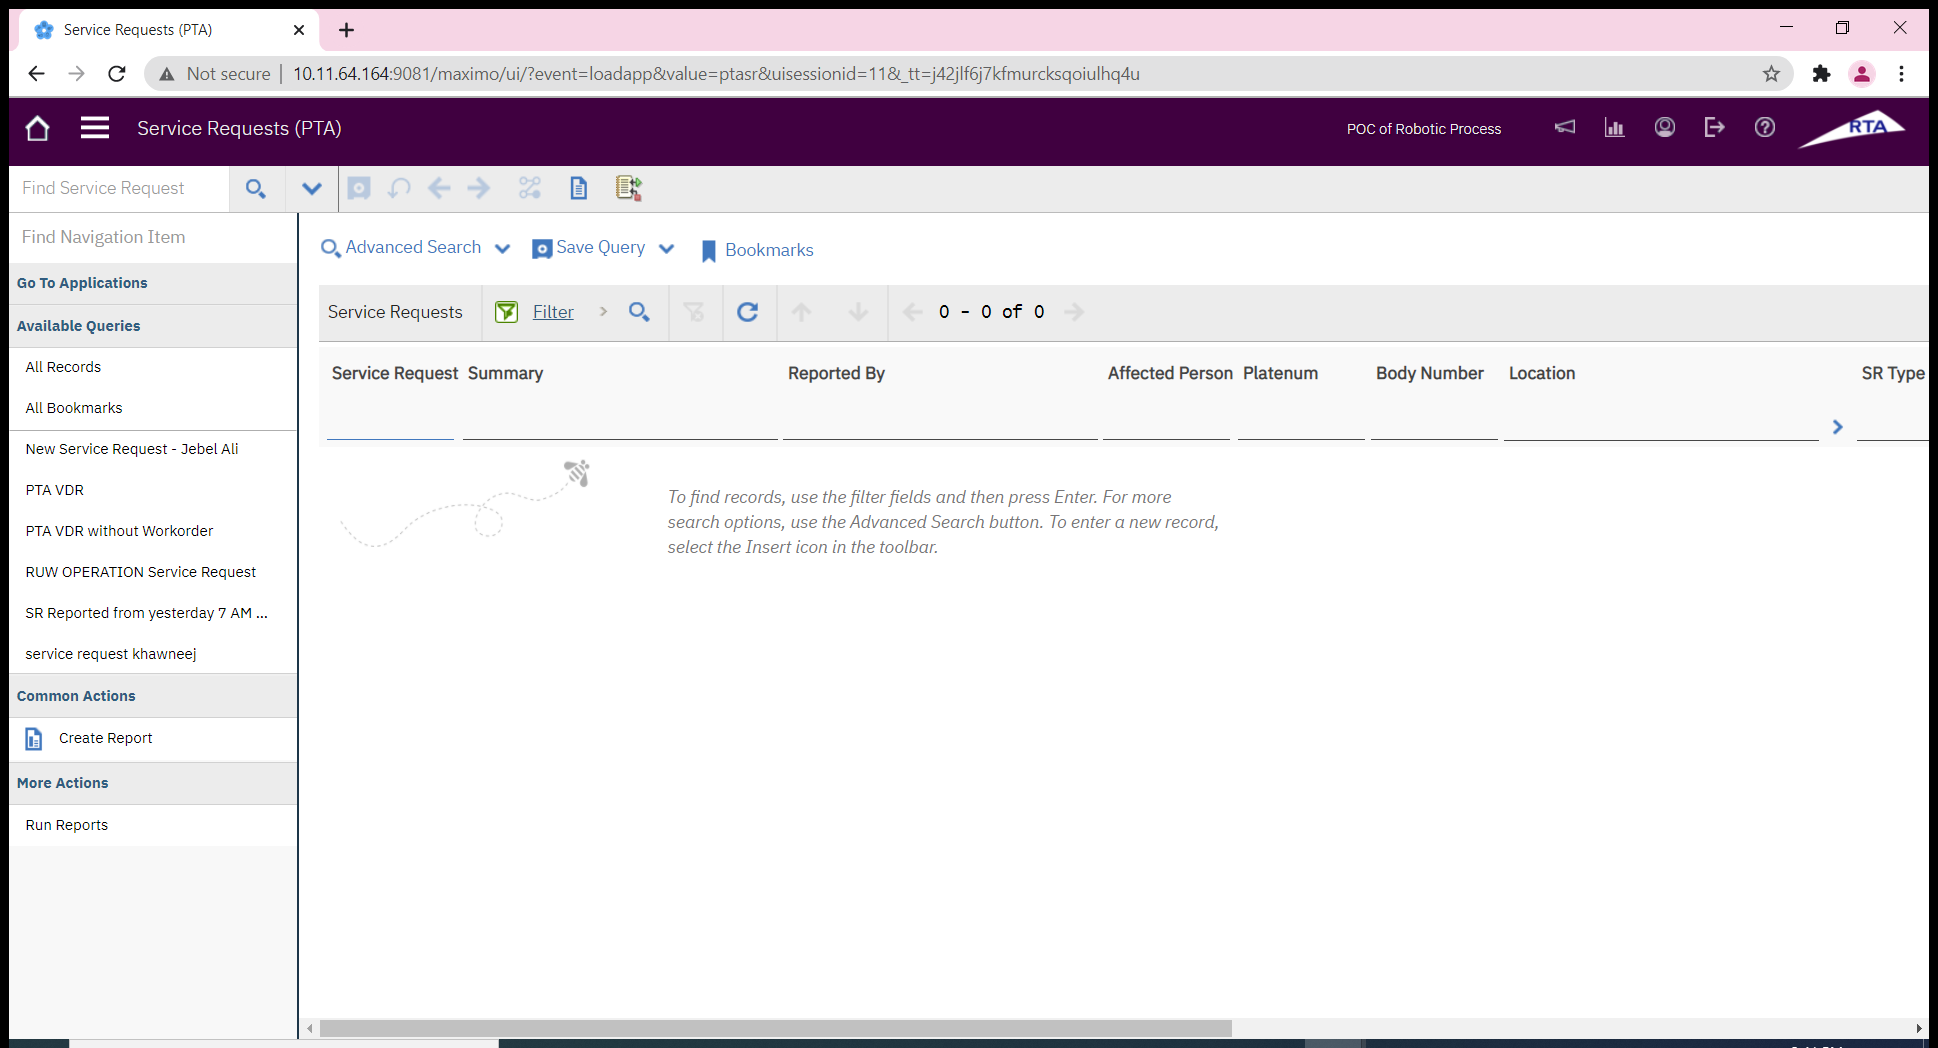 Service Requests (PTA)
Not secure
10.11.64.164:9081/maximo/ui/?event=loadapp&value=ptasr&uisessionid=11&_tt=j42jlf6j7kfmurcksqoiulhq4u
Service Requests (PTA)
POC of Robotic Process
RTA
Find Service Request
Find Navigation Item
Go To Applications
Available Queries
All Records
All Bookmarks
New Service Request - Jebel Ali
PTA VDR
PTA VDR without Workorder
RUW OPERATION Service Request
SR Reported from yesterday 7 AM ...
service request khawneej
Common Actions
Create Report
More Actions
Run Reports
Advanced Search
Save Query
Bookmarks
Service Requests
Filter
0 - 0 of 0
Service Request Summary Reported By Affected Person Platenum Body Number Location SR Type
To find records, use the filter fields and then press Enter. For more
search options, use the Advanced Search button. To enter a new record,
select the Insert icon in the toolbar.